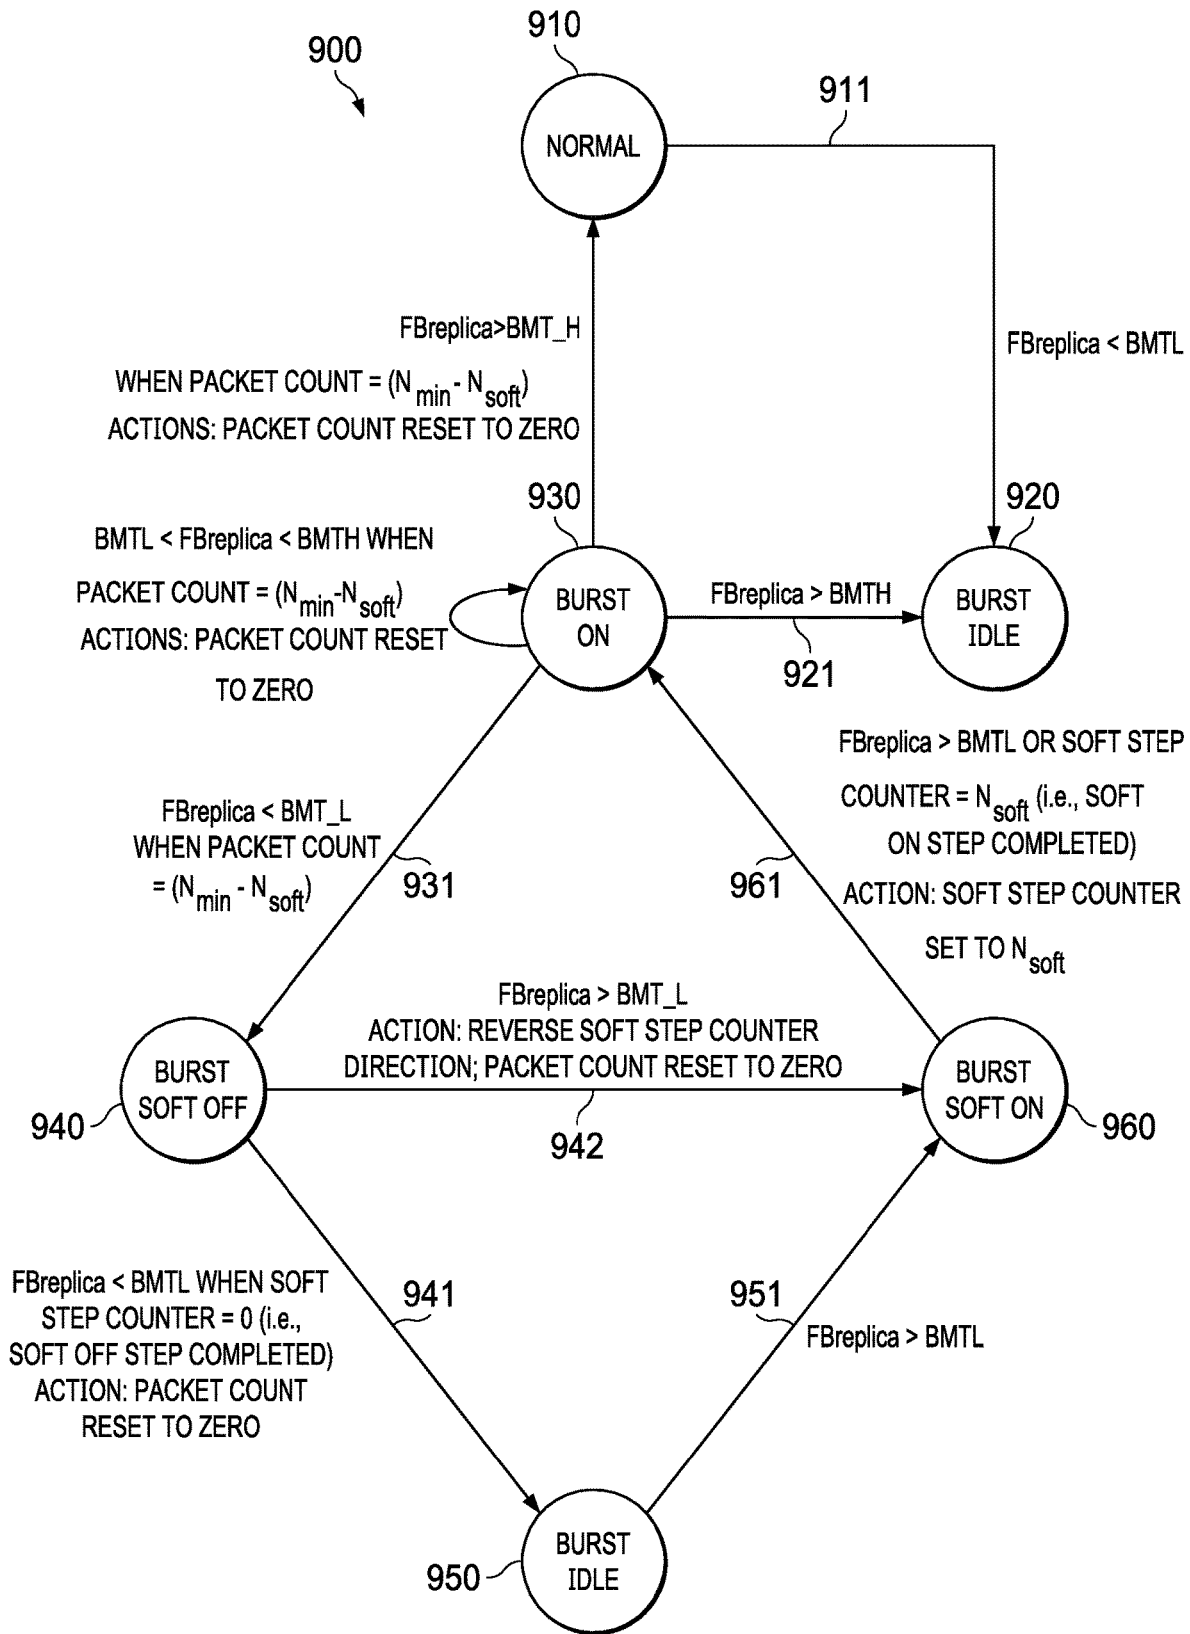 900
910
NORMAL
911
FBreplica>BMT_H
WHEN PACKET COUNT = (Nmin - Nsoft)
ACTIONS: PACKET COUNT RESET TO ZERO
FBreplica < BMTL
930
920
BMTL < FBreplica < BMTH WHEN
PACKET COUNT = (Nmin-Nsoft)
ACTIONS: PACKET COUNT RESET
TO ZERO
BURST
ON
FBreplica > BMTH
921
BURST
IDLE
FBreplica < BMT_L
WHEN PACKET COUNT
= (Nmin - Nsoft)
931
961
FBreplica > BMTL OR SOFT STEP
COUNTER = Nsoft (i.e., SOFT
ON STEP COMPLETED)
ACTION: SOFT STEP COUNTER
SET TO Nsoft
FBreplica > BMT_L
ACTION: REVERSE SOFT STEP COUNTER
DIRECTION; PACKET COUNT RESET TO ZERO
BURST
SOFT OFF
940
942
BURST
SOFT ON
960
FBreplica < BMTL WHEN SOFT
STEP COUNTER = 0 (i.e.,
SOFT OFF STEP COMPLETED)
ACTION: PACKET COUNT
RESET TO ZERO
941
951
FBreplica > BMTL
950
BURST
IDLE